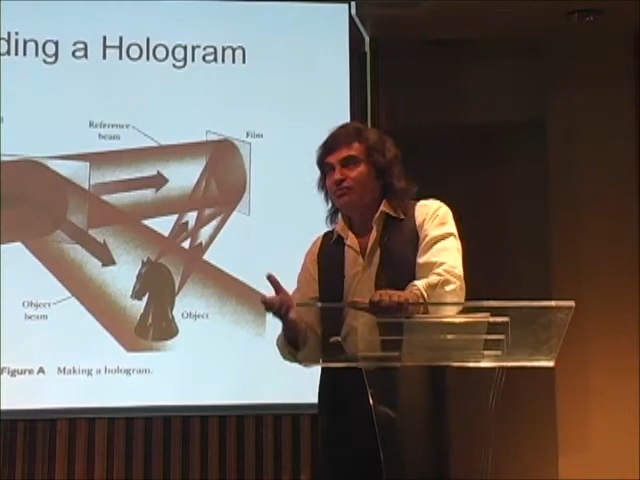 ding a Hologram
Reference
beam
Film
Object
beam
Object
Figure A Making a hologram.